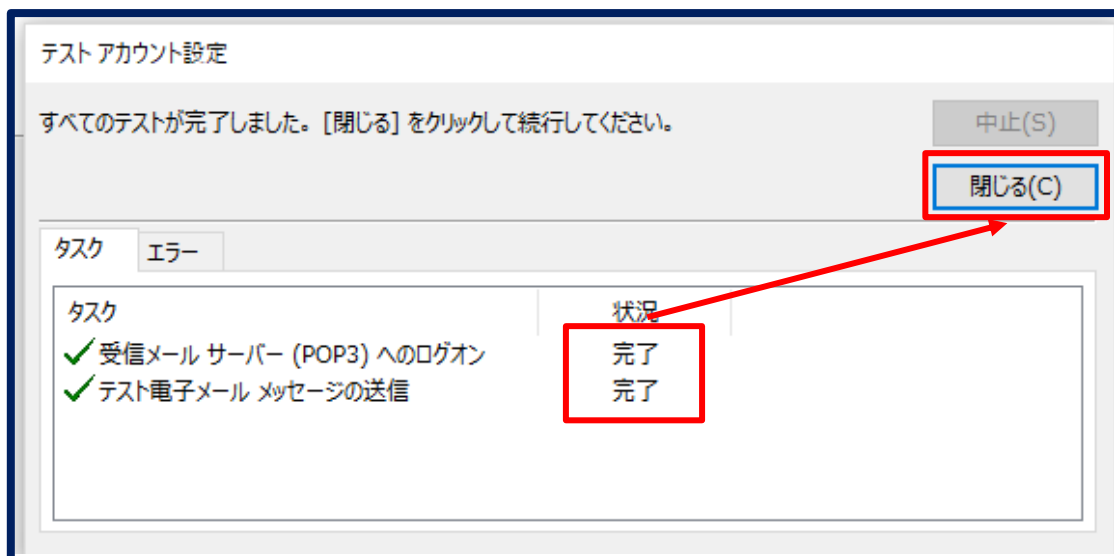 テスト アカウント設定
すべてのテストが完了しました。[閉じる] をクリックして続行してください。
中止(S)
閉じる(C)
タスク エラー
タスク 状況
受信メール サーバー (POP3) へのログオン 完了
テスト電子メール メッセージの送信 完了